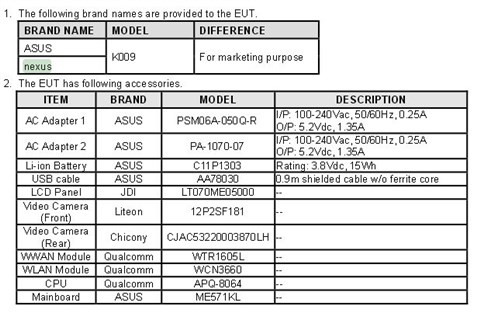 1. The following brand names are provided to the EUT.
BRAND NAME MODEL DIFFERENCE
ASUS K009 For marketing purpose
nexus
2. The EUT has following accessories.
ITEM BRAND MODEL DESCRIPTION
AC Adapter 1 ASUS PSM06A-050Q-R I/P: 100-240Vac, 50/60Hz, 0.25A
O/P: 5.2Vdc, 1.35A
AC Adapter 2 ASUS PA-1070-07 I/P: 100-240Vac, 50/60Hz, 0.25A
O/P: 5.2Vdc, 1.35A
Li-ion Battery ASUS C11P1303 Rating: 3.8Vdc, 15Wh
USB cable ASUS AA78030 0.9m shielded cable w/o ferrite core
LCD Panel JDI LT070ME05000 --
Video Camera
(Front) Liteon 12P2SF181 --
Video Camera
(Rear) Chicony CJAC53220003870LH --
WWAN Module Qualcomm WTR1605L --
WLAN Module Qualcomm WCN3660 --
CPU Qualcomm APQ-8064 --
Mainboard ASUS ME571KL --